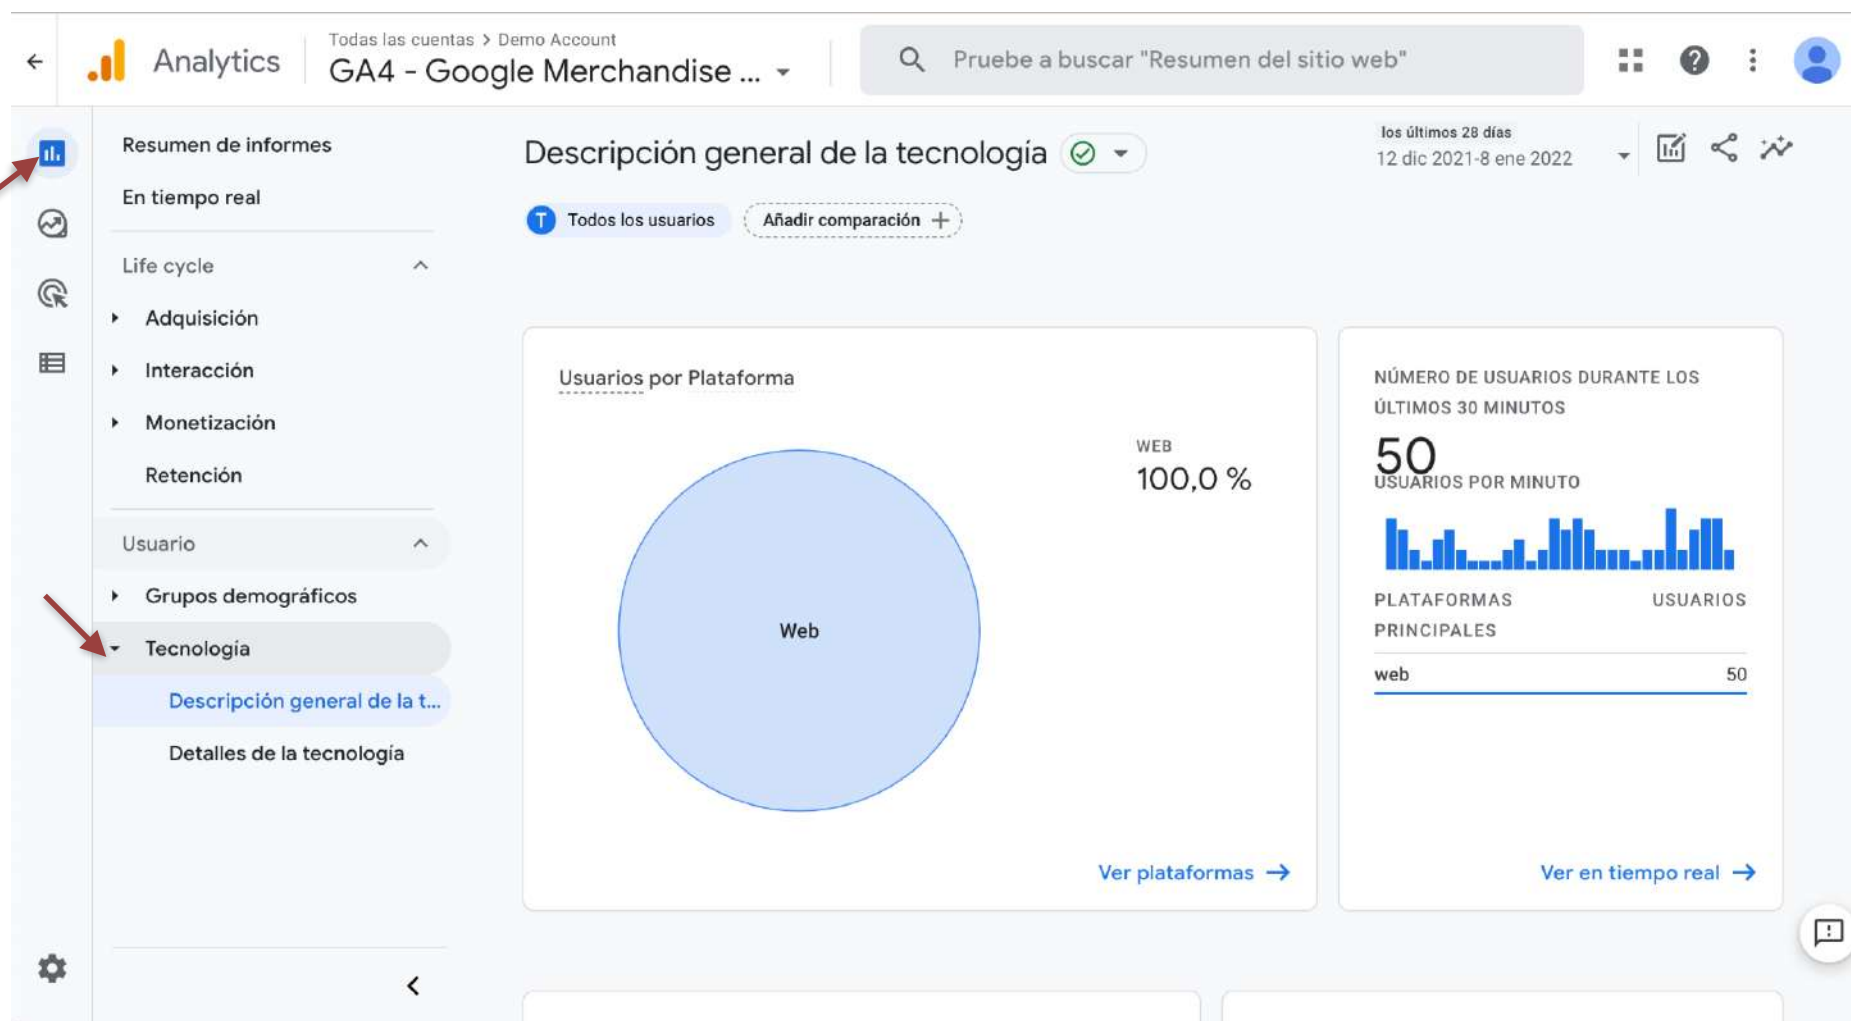 Analytics
Todas las cuentas > Demo Account
GA4 - Google Merchandise ...
Pruebe a buscar "Resumen del sitio web"
Resumen de informes
En tiempo real
Life cycle
Adquisición
Interacción
Monetización
Retención
Usuario
Grupos demográficos
Tecnología
Descripción general de la t...
Detalles de la tecnología
Descripción general de la tecnología
los últimos 28 días
12 dic 2021-8 ene 2022
T Todos los usuarios
Añadir comparación +
Usuarios por Plataforma
WEB
100,0 %
Web
Ver plataformas →
NÚMERO DE USUARIOS DURANTE LOS
ÚLTIMOS 30 MINUTOS
50
USUARIOS POR MINUTO
PLATAFORMAS PRINCIPALES
USUARIOS
web 50
Ver en tiempo real →